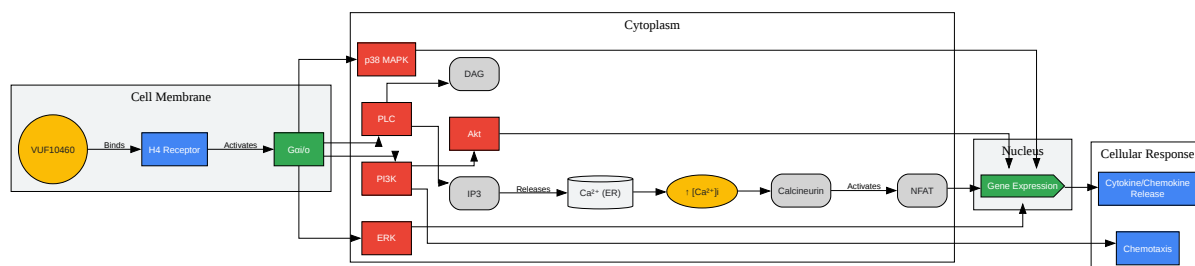 Cytoplasm
p38 MAPK
DAG
Cell Membrane
PLC
Akt
VUF10460
Binds
H4 Receptor
Activates
Gαi/o
Nucleus
Cellular Response
PI3K
IP3
Releases
Ca²⁺ (ER)
↑ [Ca²⁺]i
Calcineurin
Activates
NFAT
Gene Expression
Cytokine/Chemokine
Release
ERK
Chemotaxis